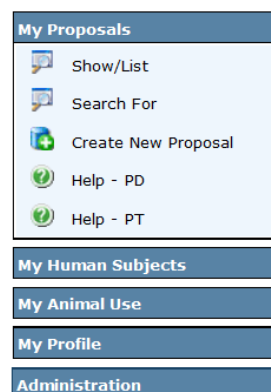 My Proposals
Show/List
Search For
Create New Proposal
Help - PD
Help - PT
My Human Subjects
My Animal Use
My Profile
Administration